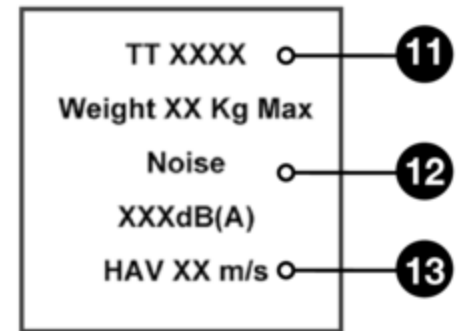 TT XXXX
11
Weight XX Kg Max
Noise
12
XXXdB(A)
HAV XX m/s
13